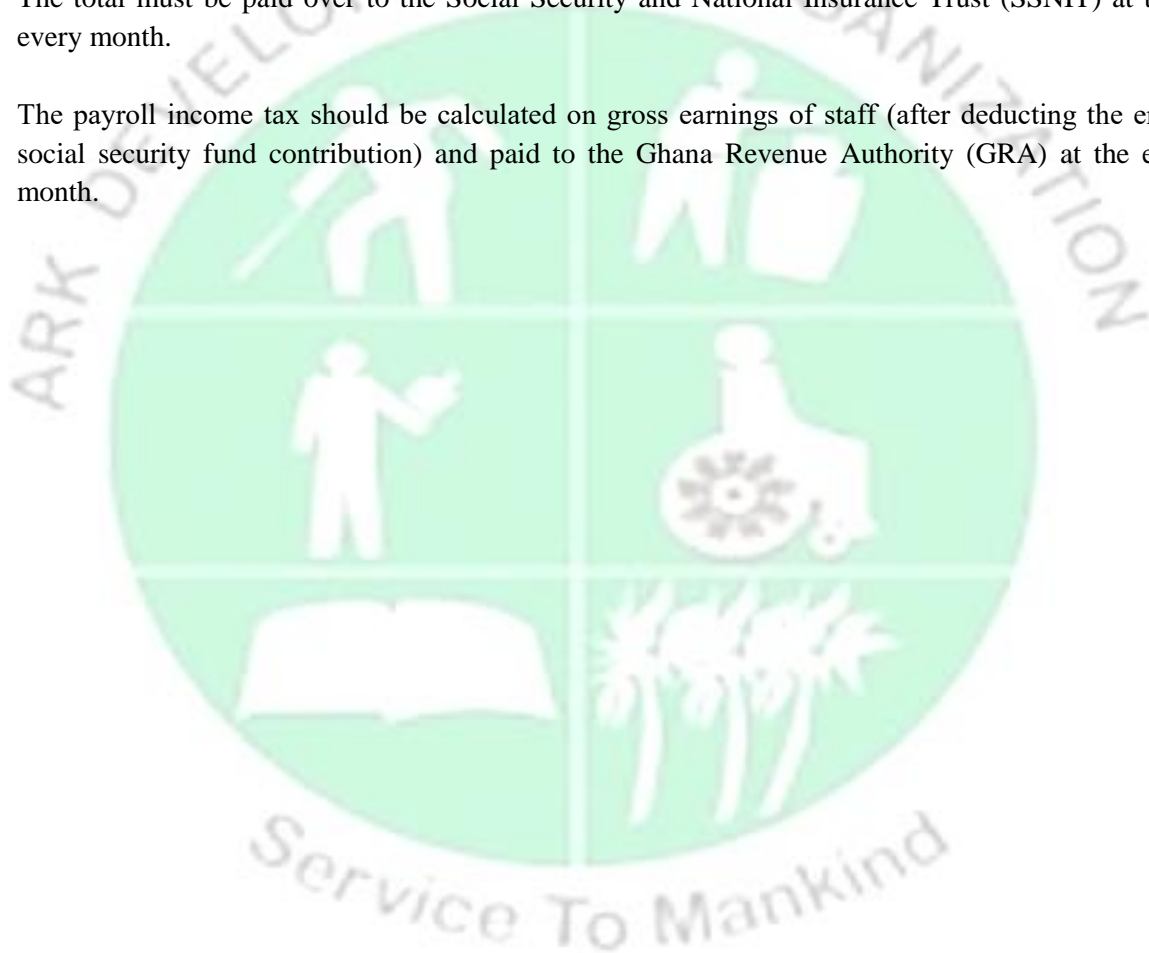 The total must be paid over to the Social Security and National Insurance Trust (SSNIT) at
every month.
The payroll income tax should be calculated on gross earnings of staff (after deducting the
social security fund contribution) and paid to the Ghana Revenue Authority (GRA) at the
month.
ARK
Service To Mankind